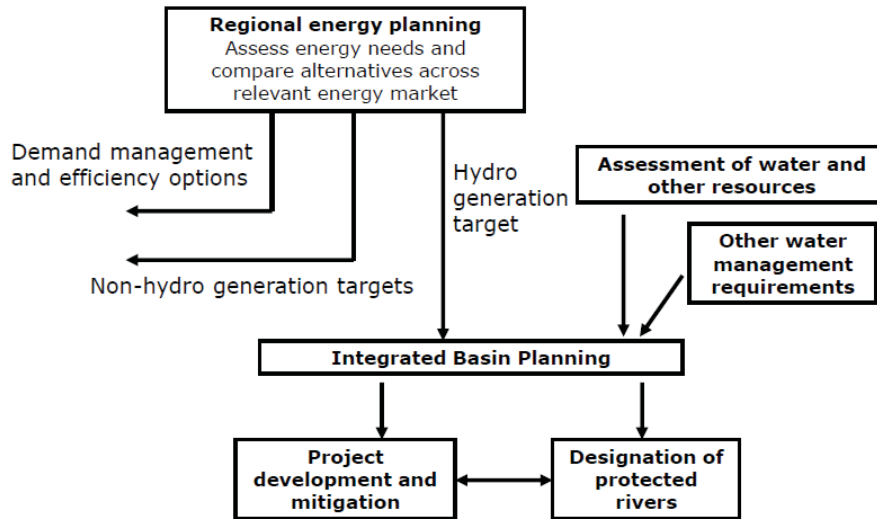 Regional energy planning
Assess energy needs and
compare alternatives across
relevant energy market
Demand management
and efficiency options
Hydro
generation
target
Assessment of water and
other resources
Other water
management
requirements
Non-hydro generation targets
Integrated Basin Planning
Project
development and
mitigation
Designation of
protected
rivers